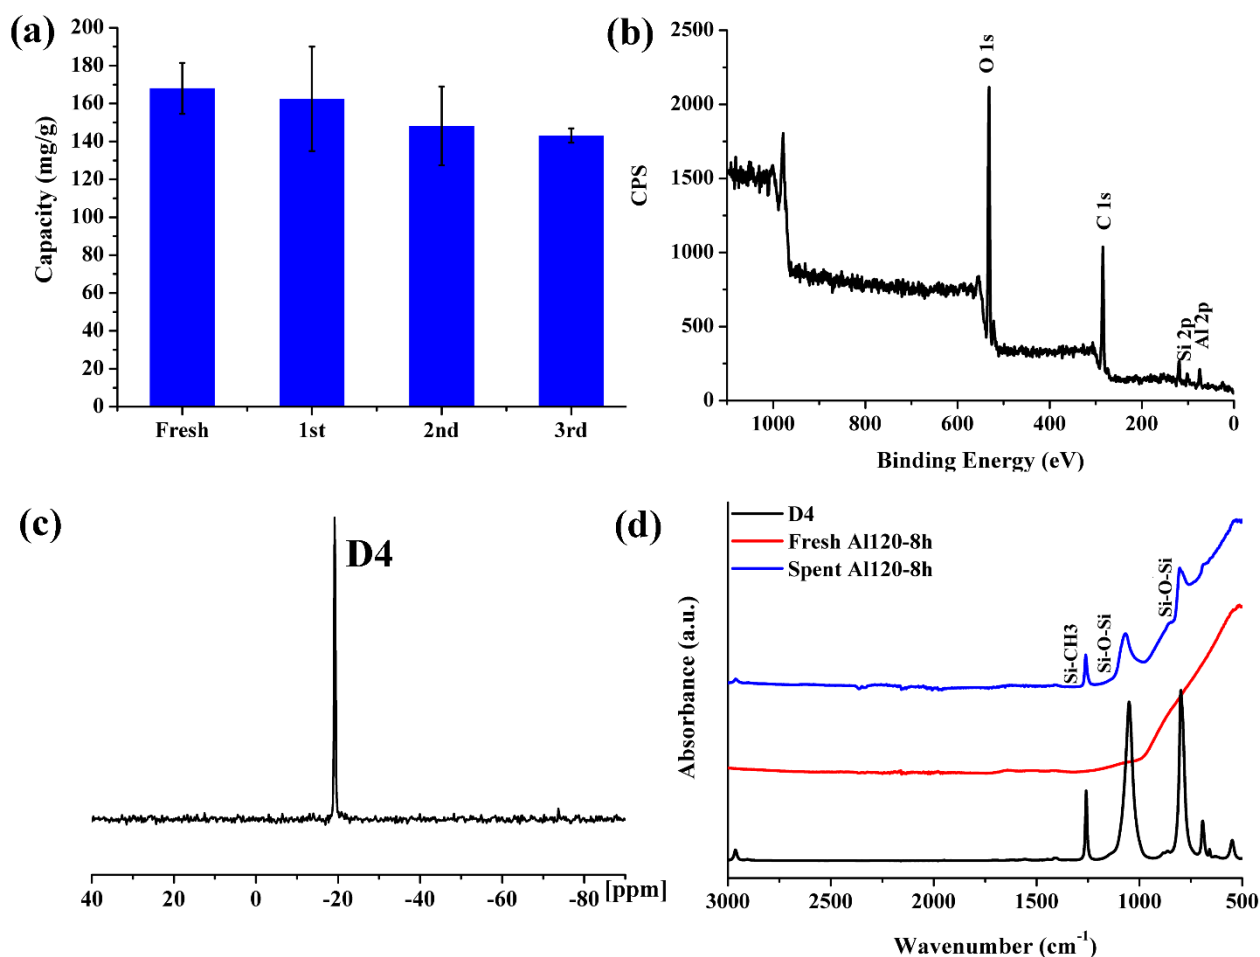 (a)
200
180
160
140
120
100
80
60
40
20
0
Capacity (mg/g)
Fresh 1st 2nd 3rd
(b)
2500
2000
1500
1000
500
0
CPS
O 1s
C 1s
Si 2p
Al 2p
1000 800 600 400 200 0
Binding Energy (eV)
(c)
D4
40 20 0 -20 -40 -60 -80 [ppm]
(d)
D4
Fresh Al120-8h
Spent Al120-8h
Si-CH3
Si-O-Si
Si-O-Si
Absorbance (a.u.)
3000 2500 2000 1500 1000 500
Wavenumber (cm⁻¹)